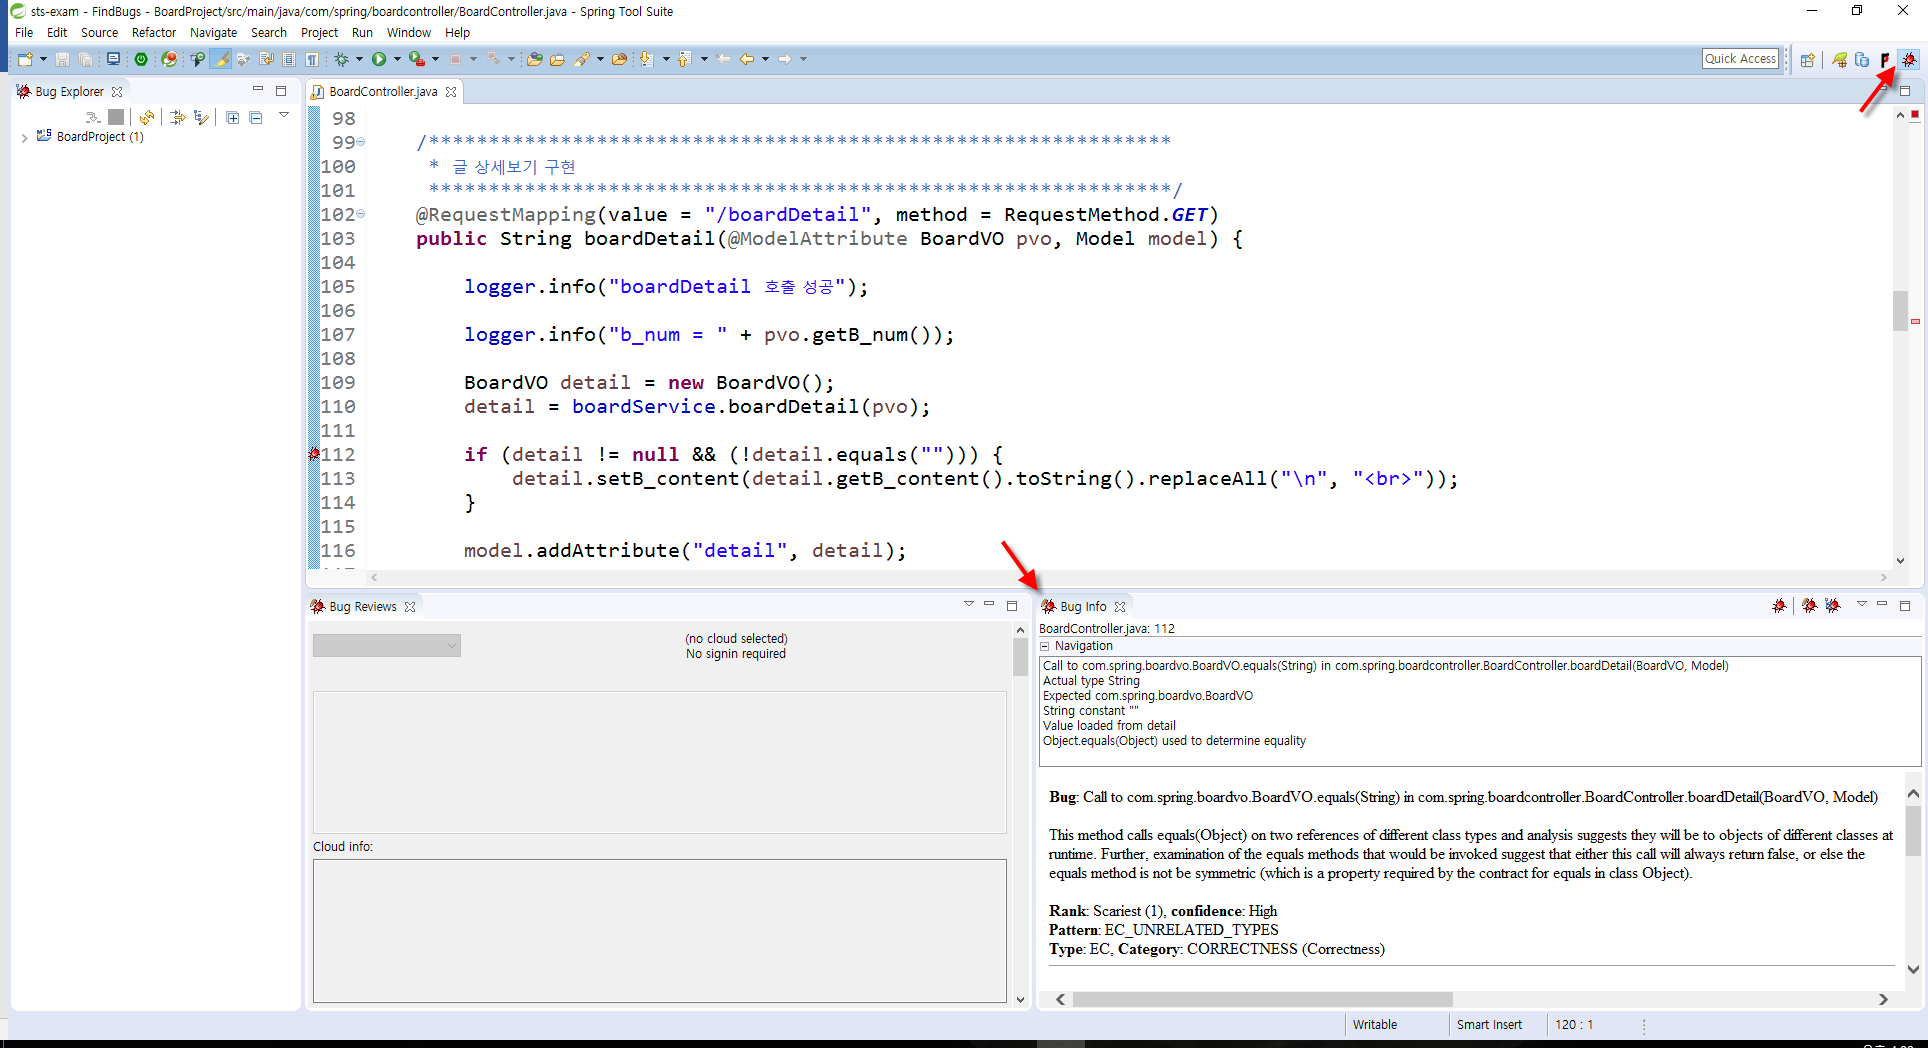 sts-exam - FindBugs - BoardProject/src/main/java/com/spring/boardcontroller/BoardController.java - Spring Tool Suite
File Edit Source Refactor Navigate Search Project Run Window Help
Quick Access
Bug Explorer
BoardProject (1)
BoardController.java
98
99 /**************************************************************
100 * 글 상세보기 구현
101 **************************************************************/
102 @RequestMapping(value = "/boardDetail", method = RequestMethod.GET)
103 public String boardDetail(@ModelAttribute BoardVO pvo, Model model) {
104
105 logger.info("boardDetail 호출 성공");
106
107 logger.info("b_num = " + pvo.getB_num());
108
109 BoardVO detail = new BoardVO();
110 detail = boardService.boardDetail(pvo);
111
112 if (detail != null && (!detail.equals(""))) {
113 detail.setB_content(detail.getB_content().toString().replaceAll("\n", "<br>"));
114 }
115
116 model.addAttribute("detail", detail);
Bug Reviews
(no cloud selected)
No signin required
Cloud info:
Bug Info
BoardController.java: 112
Navigation
Call to com.spring.boardvo.BoardVO.equals(String) in com.spring.boardcontroller.BoardController.boardDetail(BoardVO, Model)
Actual type String
Expected com.spring.boardvo.BoardVO
String constant ""
Value loaded from detail
Object.equals(Object) used to determine equality
Bug: Call to com.spring.boardvo.BoardVO.equals(String) in com.spring.boardcontroller.BoardController.boardDetail(BoardVO, Model)
This method calls equals(Object) on two references of different class types and analysis suggests they will be to objects of different classes at
runtime. Further, examination of the equals methods that would be invoked suggest that either this call will always return false, or else the
equals method is not be symmetric (which is a property required by the contract for equals in class Object).
Rank: Scariest (1), confidence: High
Pattern: EC_UNRELATED_TYPES
Type: EC, Category: CORRECTNESS (Correctness)
Writable Smart Insert 120 : 1